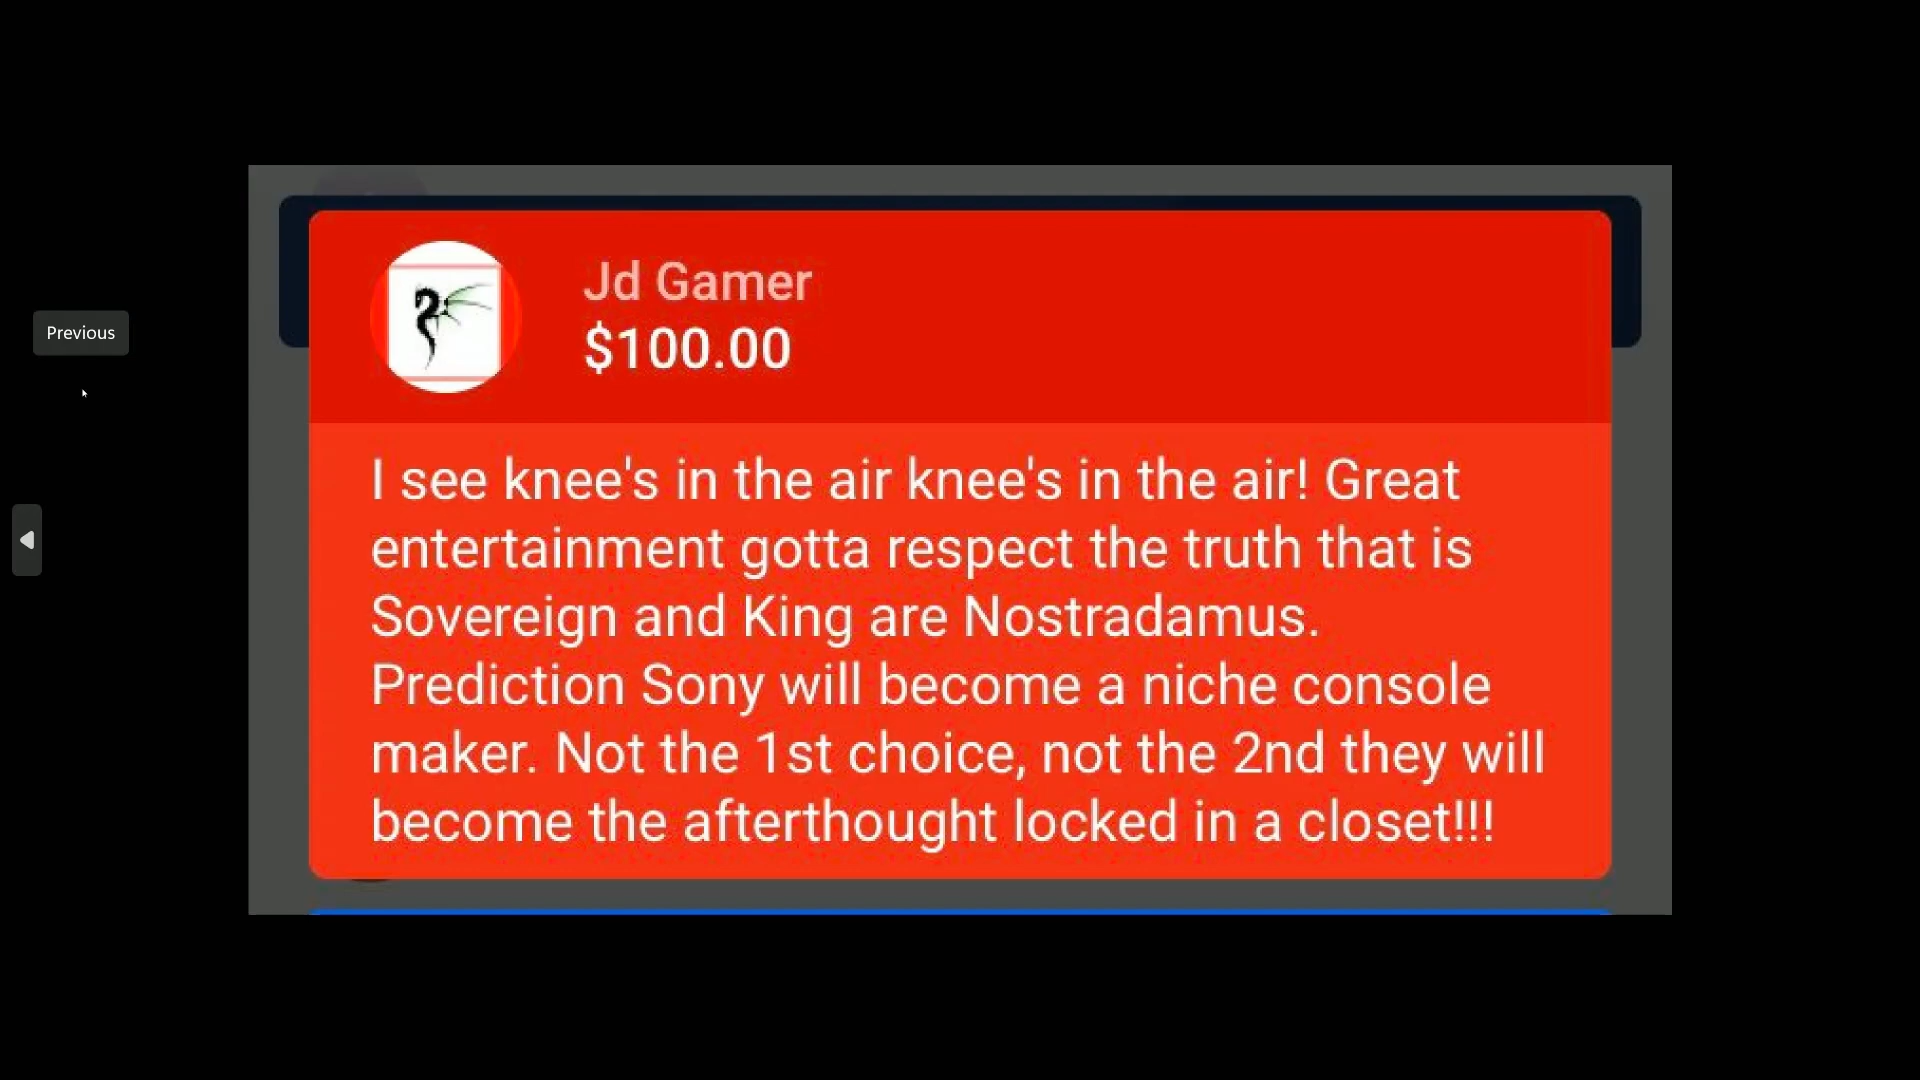 Previous
Jd Gamer
$100.00
I see knee's in the air knee's in the air! Great
entertainment gotta respect the truth that is
Sovereign and King are Nostradamus.
Prediction Sony will become a niche console
maker. Not the 1st choice, not the 2nd they will
become the afterthought locked in a closet!!!